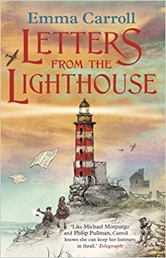 Emma Carroll
LETTERS
FROM THE
LIGHTHOUSE
'Like Michael Morpurgo
and Philip Pullman, Carroll . . .
knows she can keep her listeners
in thrall.' Telegraph